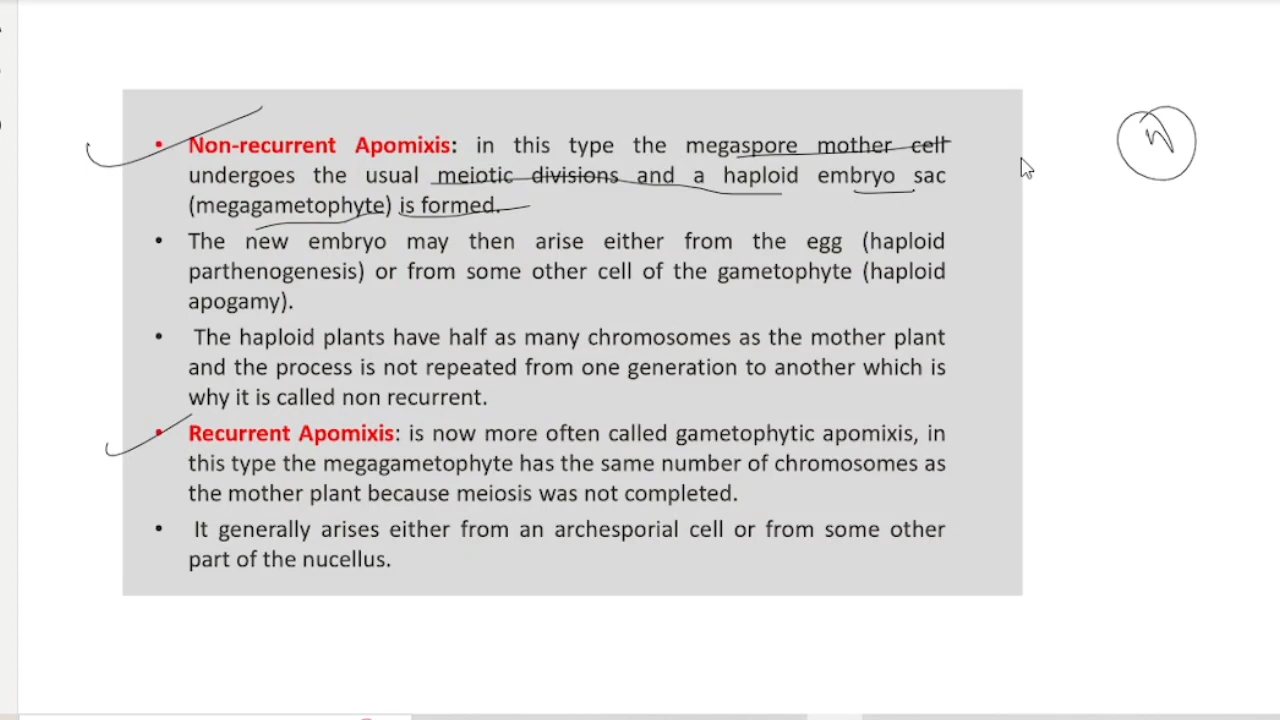 • Non-recurrent Apomixis: in this type the megaspore mother cell
undergoes the usual meiotic divisions and a haploid embryo sac
(megagametophyte) is formed.
• The new embryo may then arise either from the egg (haploid
parthenogenesis) or from some other cell of the gametophyte (haploid
apogamy).
• The haploid plants have half as many chromosomes as the mother plant
and the process is not repeated from one generation to another which is
why it is called non recurrent.
• Recurrent Apomixis: is now more often called gametophytic apomixis, in
this type the megagametophyte has the same number of chromosomes as
the mother plant because meiosis was not completed.
• It generally arises either from an archesporial cell or from some other
part of the nucellus.
n